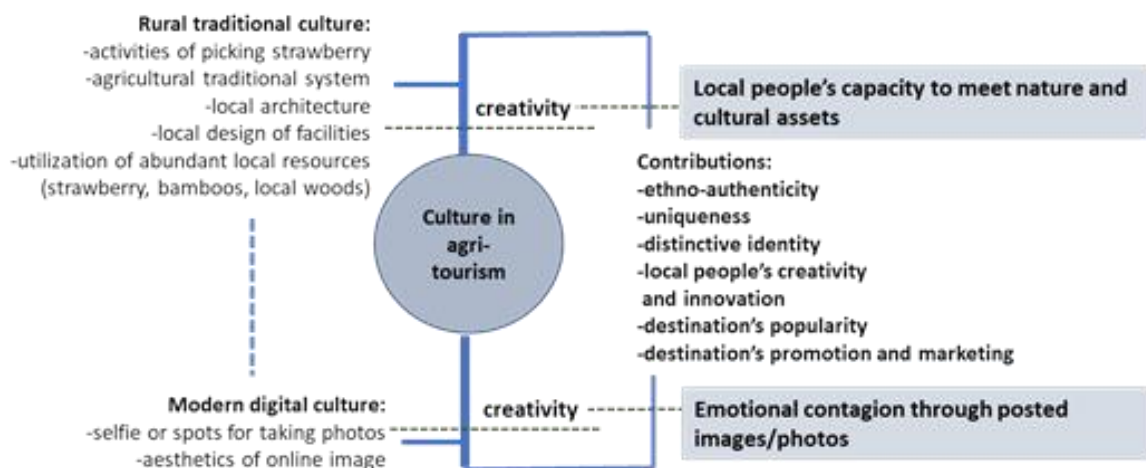 Rural traditional culture:
-activities of picking strawberry
-agricultural traditional system
-local architecture
-local design of facilities
-utilization of abundant local resources
(strawberry, bamboos, local woods)
creativity
Local people's capacity to meet nature and
cultural assets
Culture in
agri-
tourism
Contributions:
-ethno-authenticity
-uniqueness
-distinctive identity
-local people's creativity
and innovation
-destination's popularity
-destination's promotion and marketing
Modern digital culture:
-selfie or spots for taking photos
-aesthetics of online image
creativity
Emotional contagion through posted
images/photos